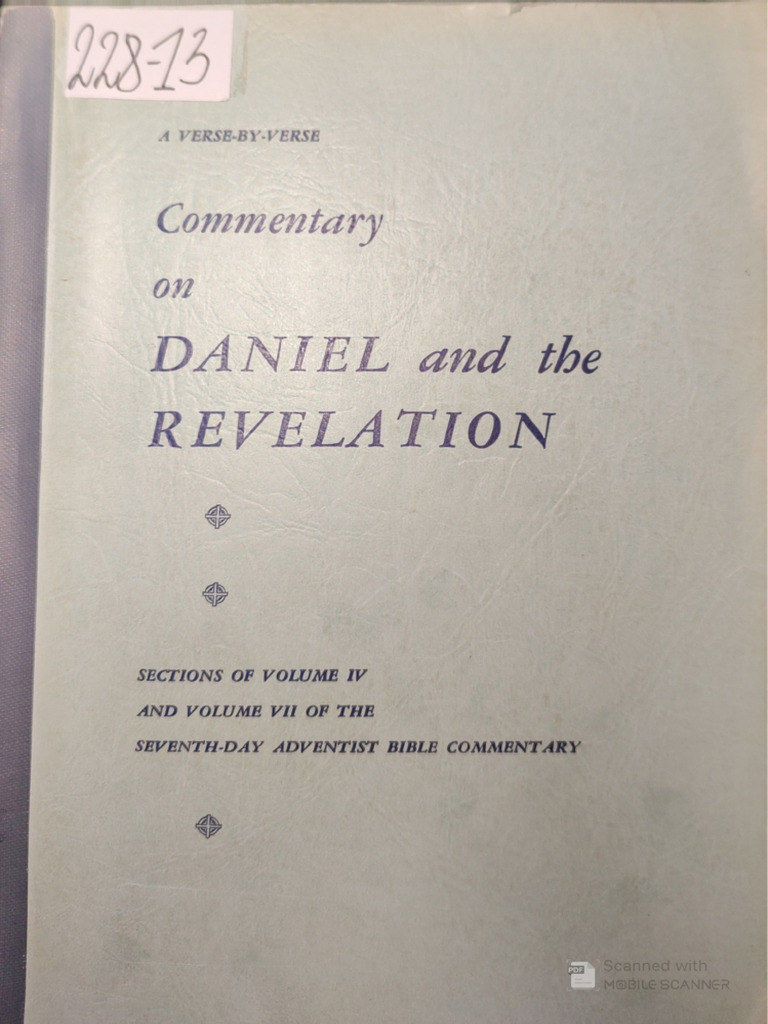 228-13
A VERSE-BY-VERSE
Commentary
on
DANIEL and the
REVELATION
SECTIONS OF VOLUME IV
AND VOLUME VII OF THE
SEVENTH-DAY ADVENTIST BIBLE COMMENTARY
PDF
Scanned with
MOBILE SCANNER